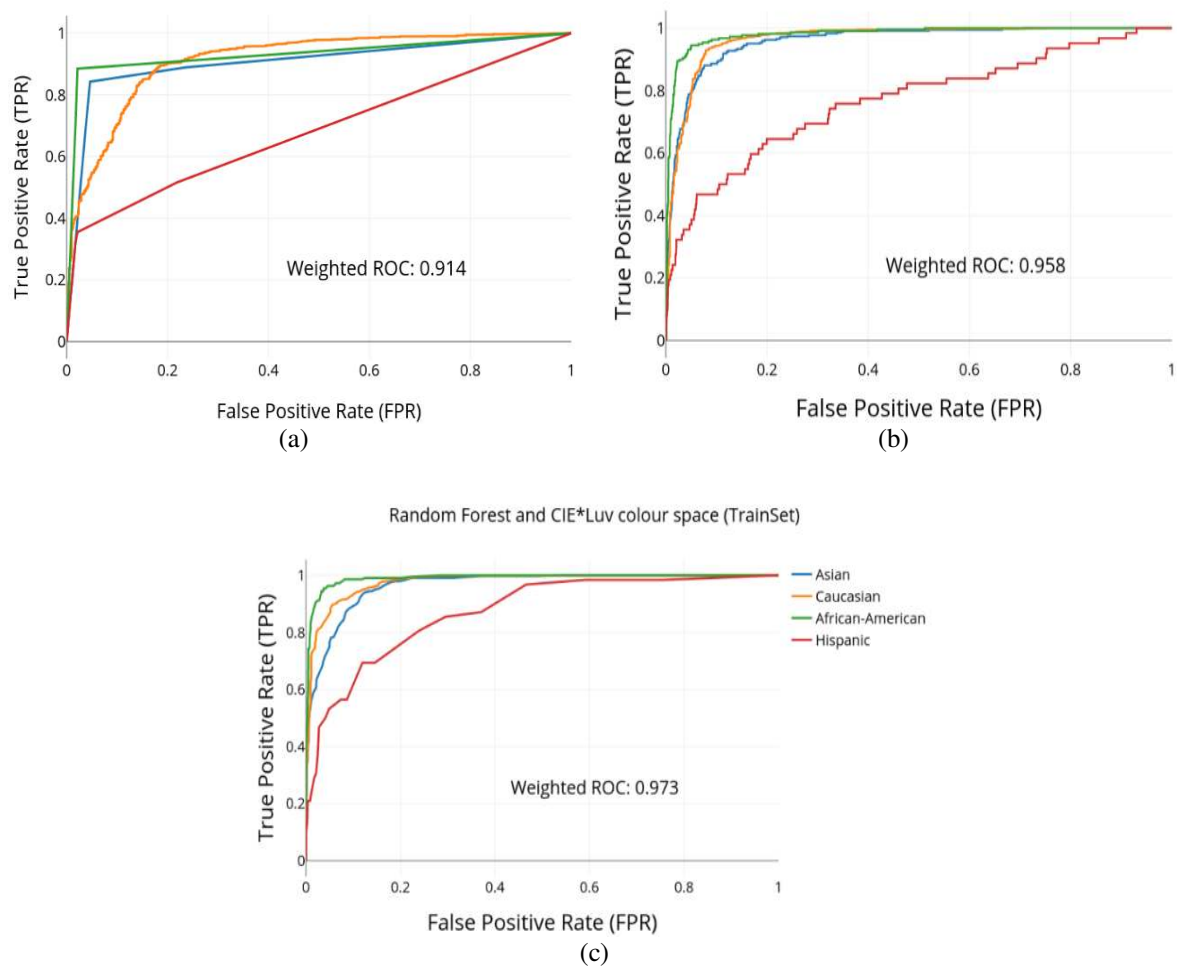 1
0.8
0.6
0.4
0.2
0
True Positive Rate (TPR)
Weighted ROC: 0.914
0 0.2 0.4 0.6 0.8 1
False Positive Rate (FPR)
(a)
1
0.8
0.6
0.4
0.2
0
True Positive Rate (TPR)
Weighted ROC: 0.958
0 0.2 0.4 0.6 0.8 1
False Positive Rate (FPR)
(b)
Random Forest and CIE*Luv colour space (TrainSet)
1
0.8
0.6
0.4
0.2
0
True Positive Rate (TPR)
Asian
Caucasian
African-American
Hispanic
Weighted ROC: 0.973
0 0.2 0.4 0.6 0.8 1
False Positive Rate (FPR)
(c)